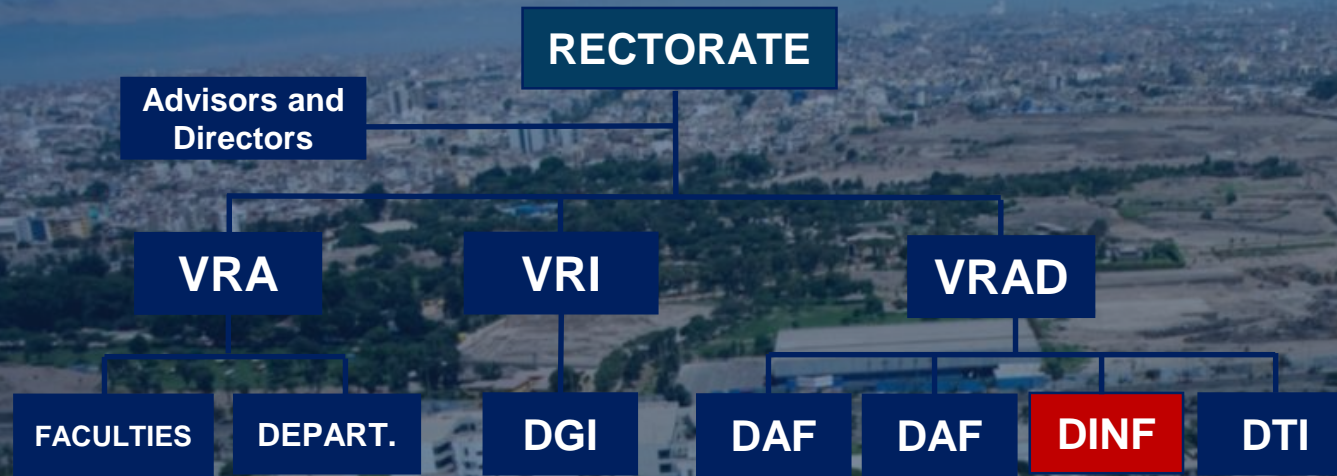 RECTORATE
Advisors and
Directors
VRA
VRI
VRAD
FACULTIES
DEPART.
DGI
DAF
DAF
DINF
DTI